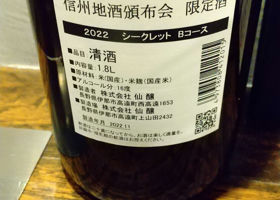 信州地酒頒布会 限定酒
2022 シークレット Bコース
品目 清酒
内容量 1.8L
原材料 米(国産)・米麹(国産米)
アルコール分 16度
製造者 株式会社 仙醸
長野県伊那市高遠町西高遠1653
製造場 株式会社 仙醸
長野県伊那市高遠町上山田2432
製造年月 2022.11